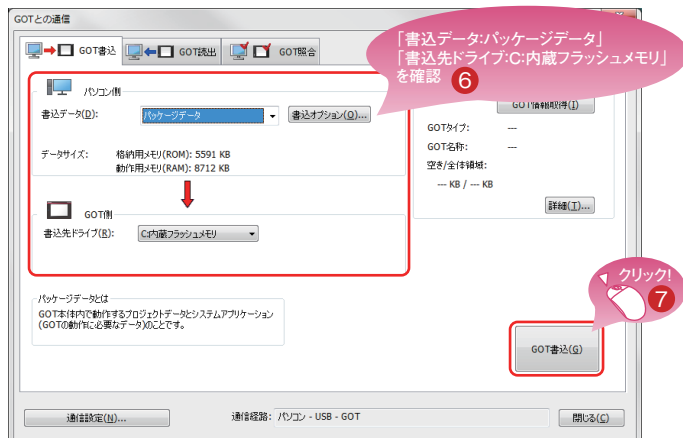 GOTとの通信
GOT書込
GOT読出
GOT照合
「書込データ:パッケージデータ」
「書込先ドライブ:C:内蔵フラッシュメモリ」
を確認 6
パソコン側
書込データ(D):
パッケージデータ
書込オプション(O)...
データサイズ:
格納用メモリ(ROM): 5591 KB
動作用メモリ(RAM): 8712 KB
GOT側
書込先ドライブ(R):
C:内蔵フラッシュメモリ
GOT情報取得(I)
GOTタイプ: ---
GOT名称: ---
空き/全体領域:
--- KB / --- KB
詳細(T)...
パッケージデータとは
GOT本体内で動作するプロジェクトデータとシステムアプリケーション
(GOTの動作に必要なデータ)のことです。
クリック!
7
GOT書込(G)
通信設定(N)...
通信経路: パソコン - USB - GOT
閉じる(C)